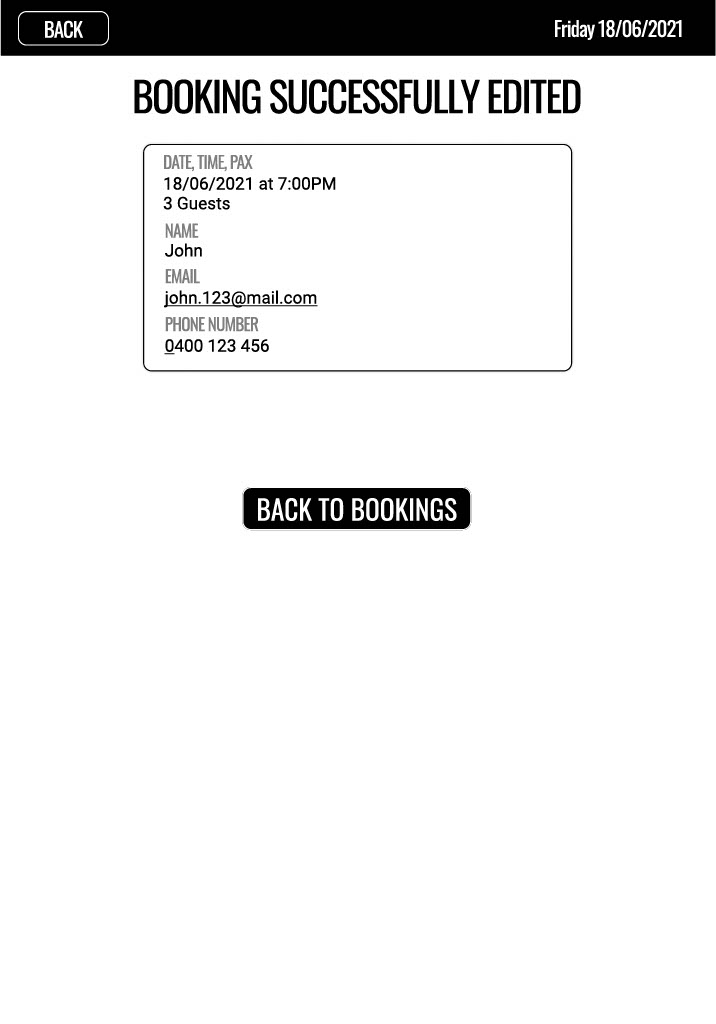 BACK
Friday 18/06/2021
BOOKING SUCCESSFULLY EDITED
DATE, TIME, PAX
18/06/2021 at 7:00PM
3 Guests
NAME
John
EMAIL
john.123@mail.com
PHONE NUMBER
0400 123 456
BACK TO BOOKINGS